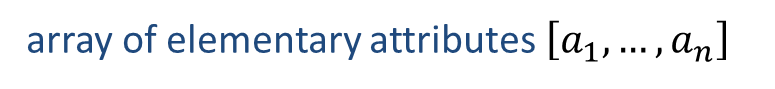 array of elementary attributes [a₁, … , aₙ]